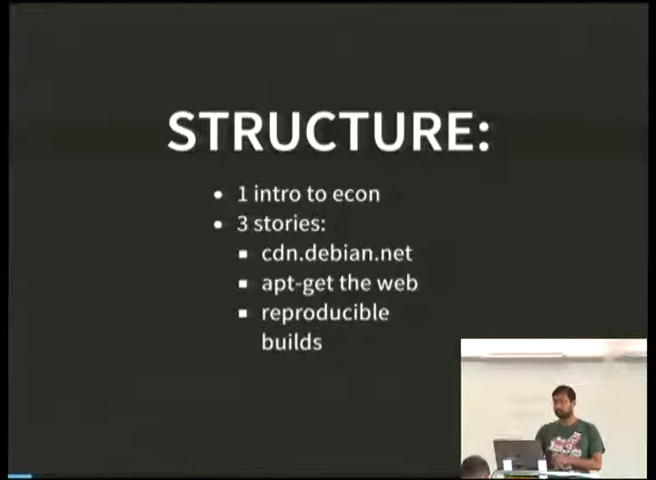 STRUCTURE:
1 intro to econ
3 stories:
cdn.debian.net
apt-get the web
reproducible
builds